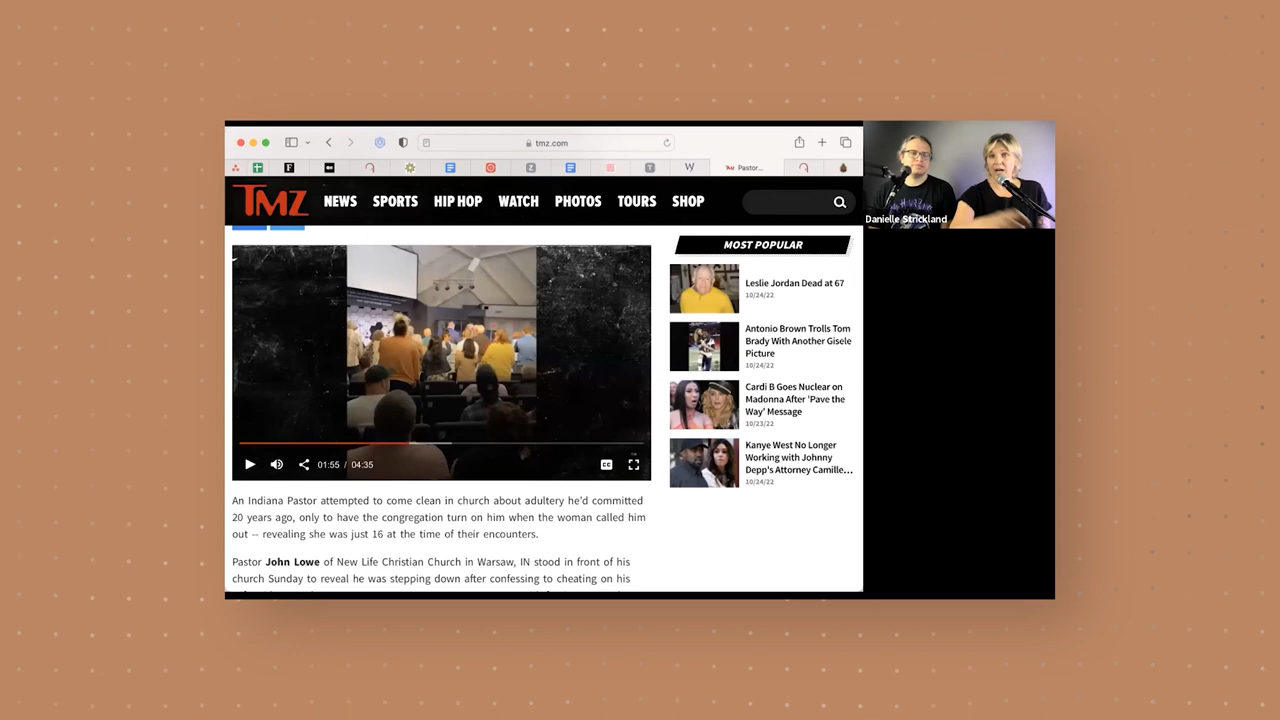 tmz.com
Pastor...
TMZ
NEWS SPORTS HIP HOP WATCH PHOTOS TOURS SHOP
Danielle Strickland
MOST POPULAR
Leslie Jordan Dead at 67
10/24/22
Antonio Brown Trolls Tom
Brady With Another Gisele
Picture
10/24/22
Cardi B Goes Nuclear on
Madonna After 'Pave the
Way' Message
10/23/22
Kanye West No Longer
Working with Johnny
Depp's Attorney Camille...
10/24/22
01:55 / 04:35
CC
An Indiana Pastor attempted to come clean in church about adultery he'd committed
20 years ago, only to have the congregation turn on him when the woman called him
out -- revealing she was just 16 at the time of their encounters.
Pastor John Lowe of New Life Christian Church in Warsaw, IN stood in front of his
church Sunday to reveal he was stepping down after confessing to cheating on his